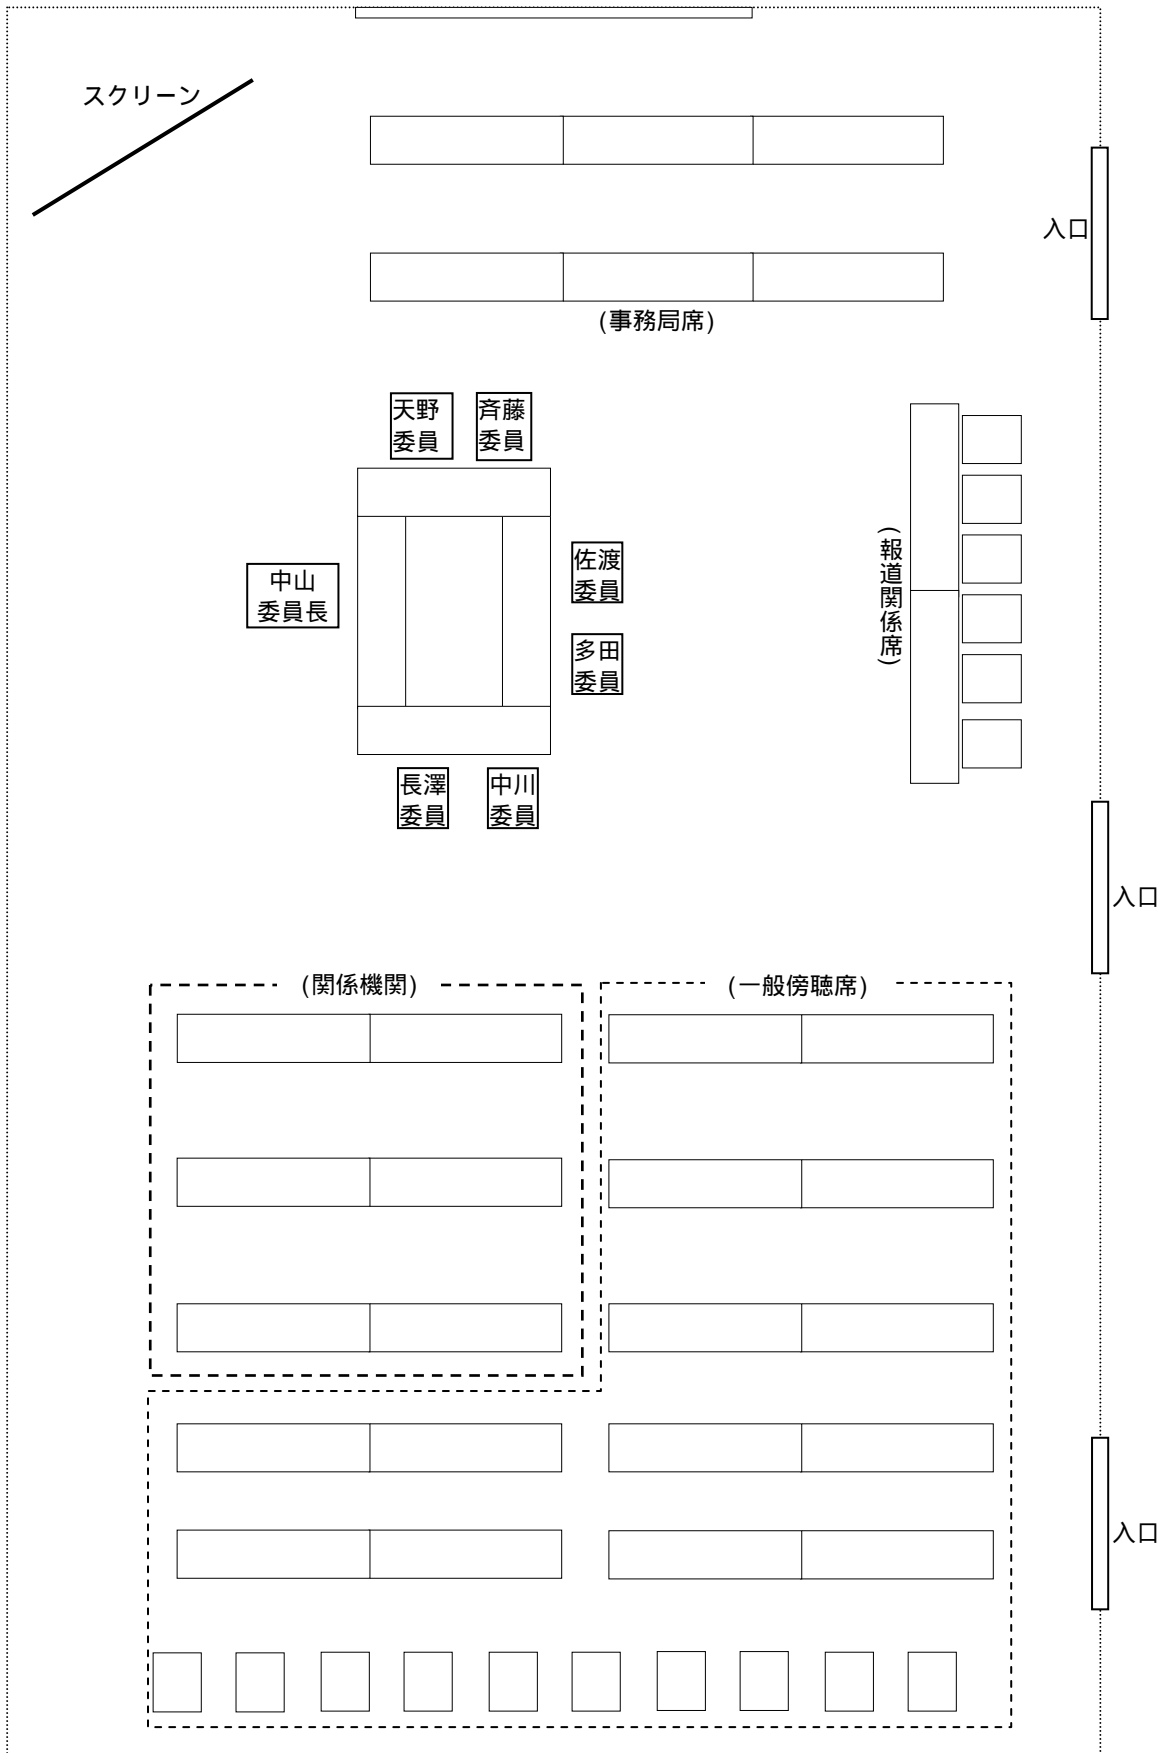 スクリーン
入口
(事務局席)
天野
委員
斉藤
委員
中山
委員長
佐渡
委員
多田
委員
(報道関係席)
長澤
委員
中川
委員
入口
(関係機関)
(一般傍聴席)
入口